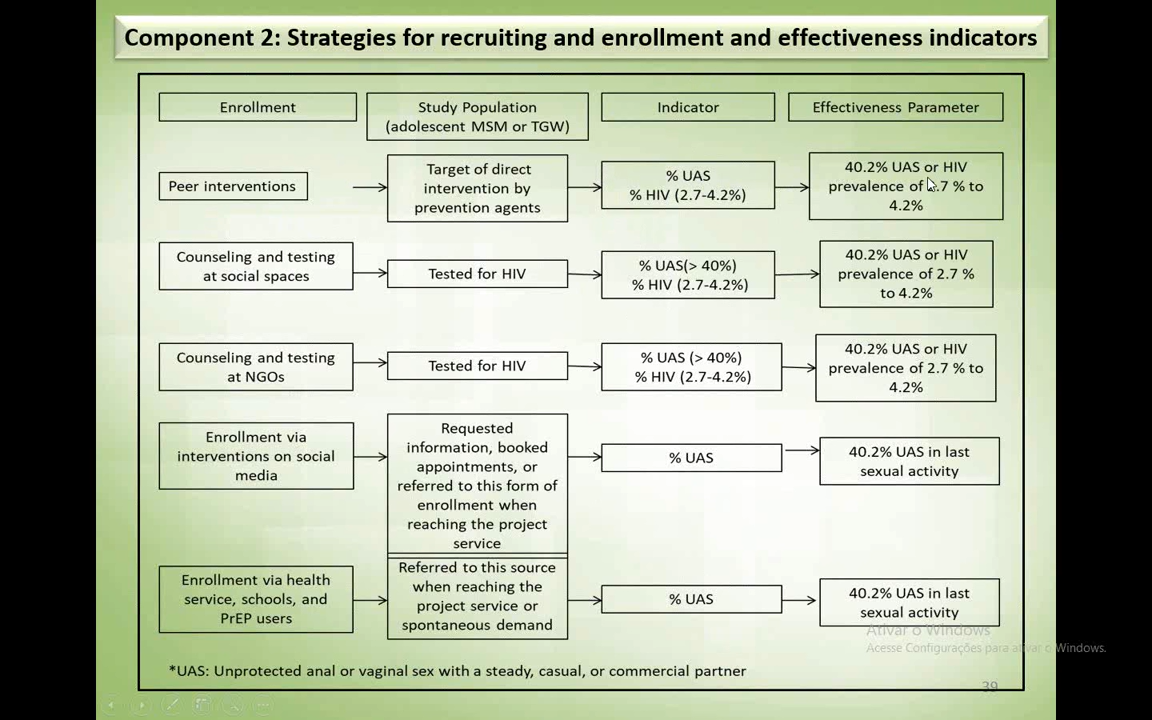 Component 2: Strategies for recruiting and enrollment and effectiveness indicators
Enrollment
Study Population
(adolescent MSM or TGW)
Indicator
Effectiveness Parameter
Peer interventions
Target of direct
intervention by
prevention agents
% UAS
% HIV (2.7-4.2%)
40.2% UAS or HIV
prevalence of .7 % to
4.2%
Counseling and testing
at social spaces
Tested for HIV
% UAS(> 40%)
% HIV (2.7-4.2%)
40.2% UAS or HIV
prevalence of 2.7 %
to 4.2%
Counseling and testing
at NGOs
Tested for HIV
% UAS (> 40%)
% HIV (2.7-4.2%)
40.2% UAS or HIV
prevalence of 2.7 % to
4.2%
Enrollment via
interventions on social
media
Requested
information, booked
appointments, or
referred to this form of
enrollment when
reaching the project
service
% UAS
40.2% UAS in last
sexual activity
Enrollment via health
service, schools, and
PrEP users
Referred to this source
when reaching the
project service or
spontaneous demand
% UAS
40.2% UAS in last
sexual activity
Ativar o Windows
Acesse Configurações para ativar o Windows.
*UAS: Unprotected anal or vaginal sex with a steady, casual, or commercial partner
39